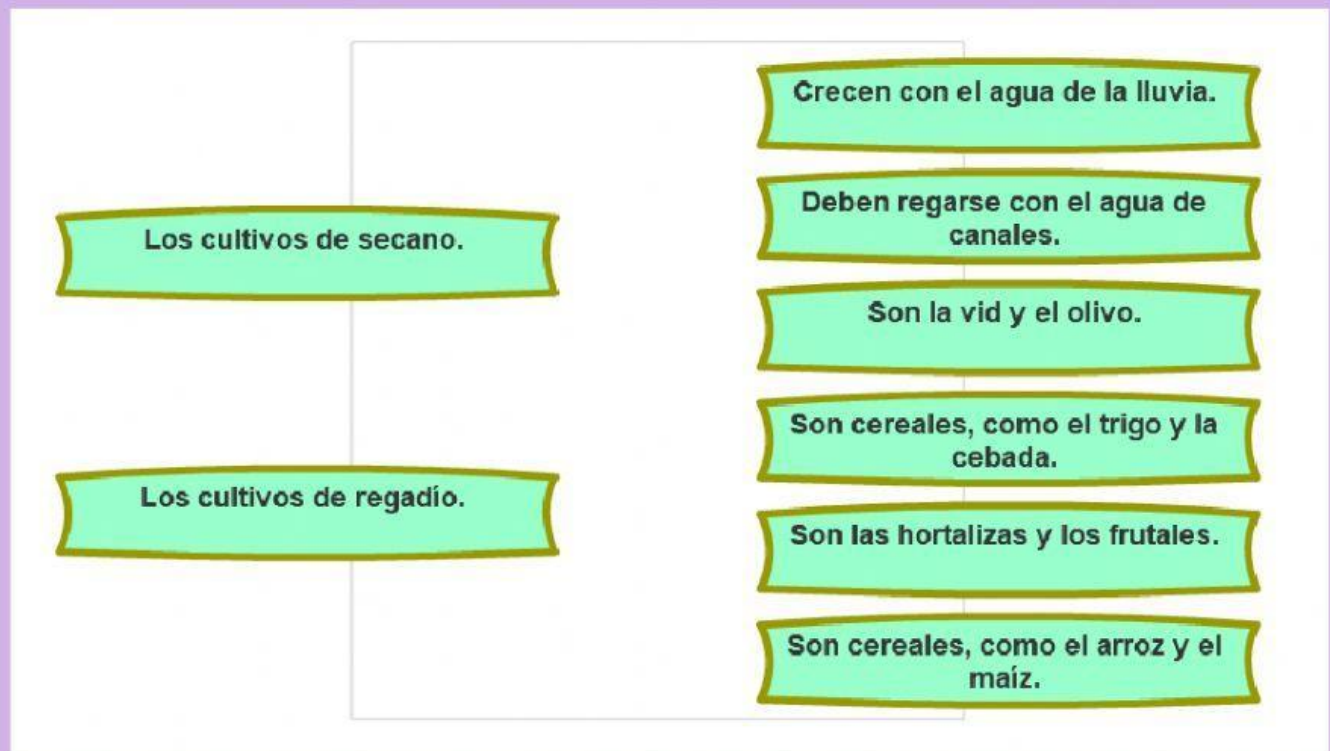 Los cultivos de secano.
Los cultivos de regadío.
Crecen con el agua de la lluvia.
Deben regarse con el agua de
canales.
Son la vid y el olivo.
Son cereales, como el trigo y la
cebada.
Son las hortalizas y los frutales.
Son cereales, como el arroz y el
maíz.